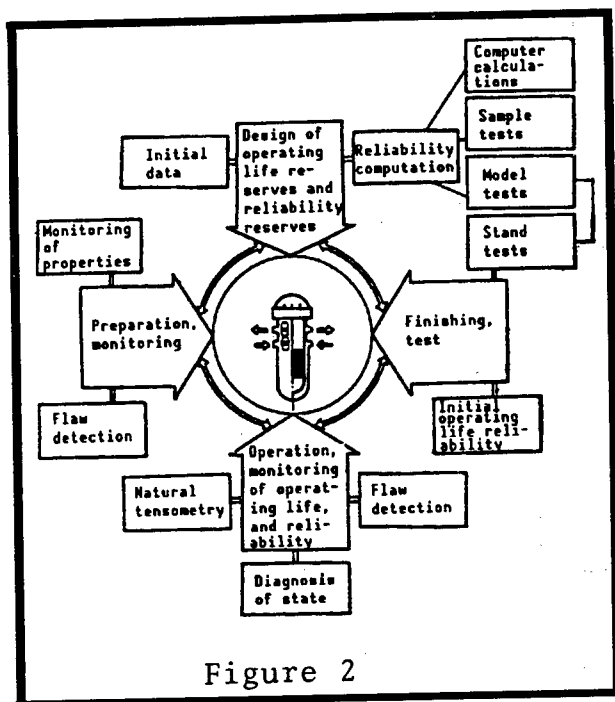 Computer
calcula-
tions
Sample
tests
Model
tests
Stand
tests
Reliability
computation
Design of
operating
life re-
serves and
reliability
reserves
Initial
data
Monitoring
of
properties
Preparation,
monitoring
Flaw
detection
Finishing,
test
Initial
operating
life reli-
ability
Operation,
monitoring
of operat-
ing life,
and reli-
ability
Natural
tensometry
Flaw
detection
Diagnosis
of state
Figure 2